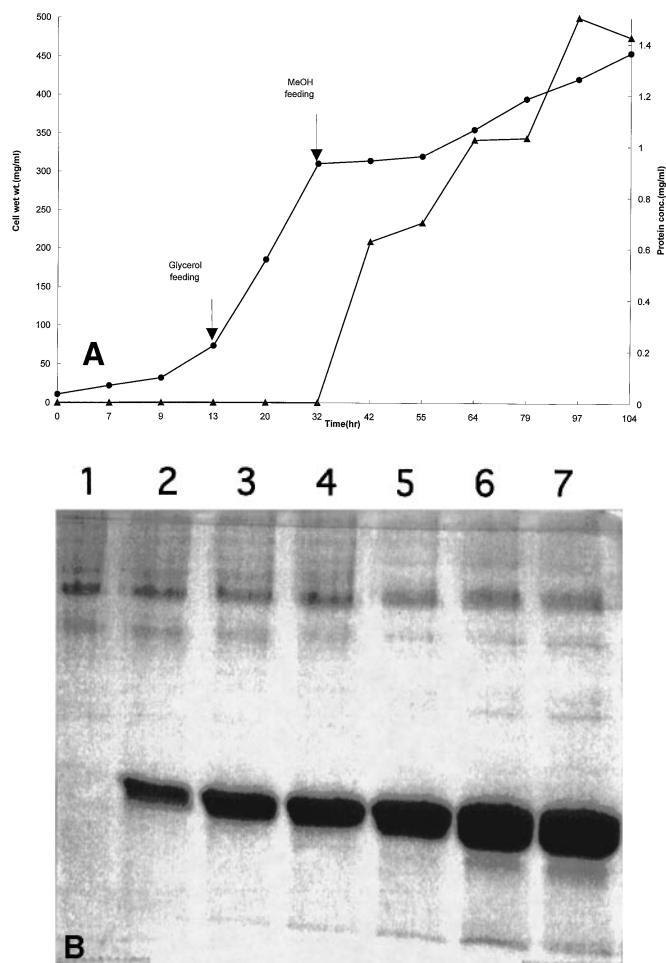 500
450
400
350
300
250
200
150
100
50
0
Cell wet wt.(mg/ml)
MeOH
feeding
Glycerol
feeding
A
1.4
1.2
1
0.8
0.6
0.4
0.2
0
Protein conc.(mg/ml)
0 7 9 13 20 32 42 55 64 79 97 104
Time(hr)
1 2 3 4 5 6 7
B